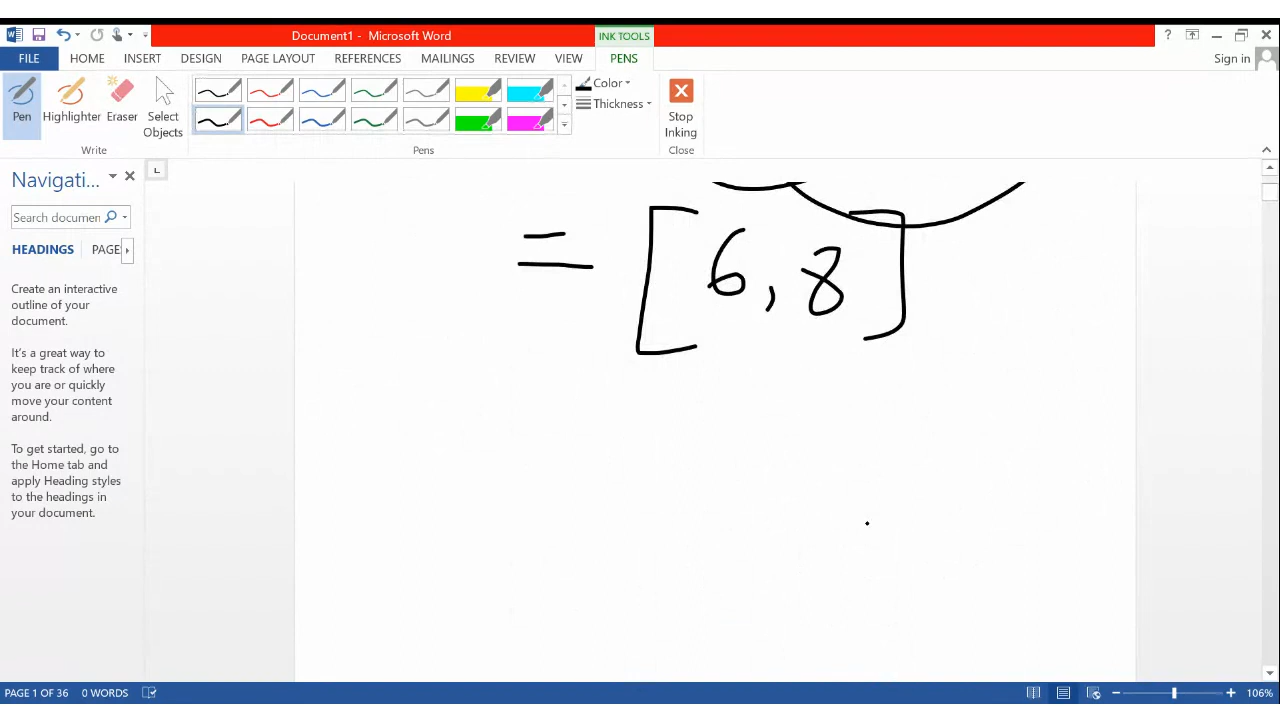 Document1 - Microsoft Word
INK TOOLS
?
FILE HOME INSERT DESIGN PAGE LAYOUT REFERENCES MAILINGS REVIEW VIEW PENS
Sign in
Pen Highlighter Eraser Select Objects
Color
Thickness
Stop Inking
Write Pens Close
Navigati...
Search documen
HEADINGS PAGE
Create an interactive
outline of your
document.
It's a great way to
keep track of where
you are or quickly
move your content
around.
To get started, go to
the Home tab and
apply Heading styles
to the headings in
your document.
= [6, 8]
PAGE 1 OF 36 0 WORDS
106%